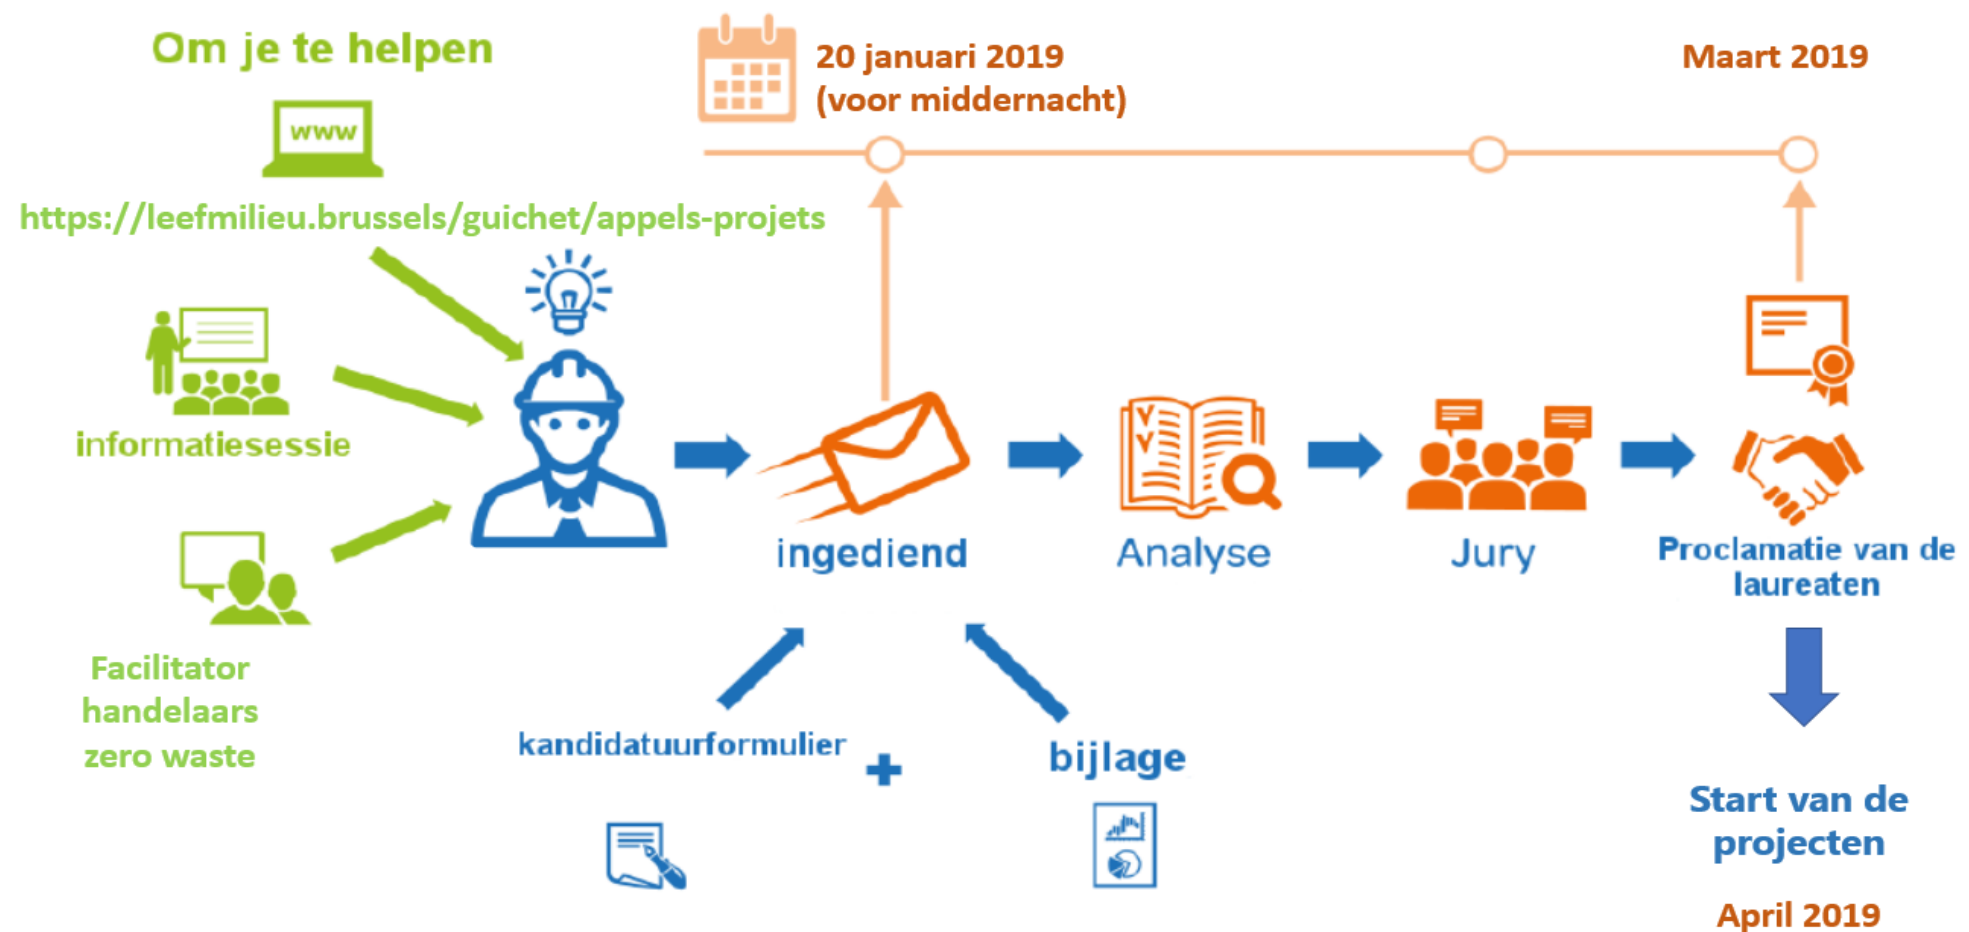 Om je te helpen
www
https://leefmilieu.brussels/guichet/appels-projets
informatiesessie
Facilitator
handelaars
zero waste
20 januari 2019
(voor middernacht)
Maart 2019
ingediend
Analyse
Jury
Proclamatie van de
laureaten
kandidatuurformulier
+
bijlage
Start van de
projecten
April 2019